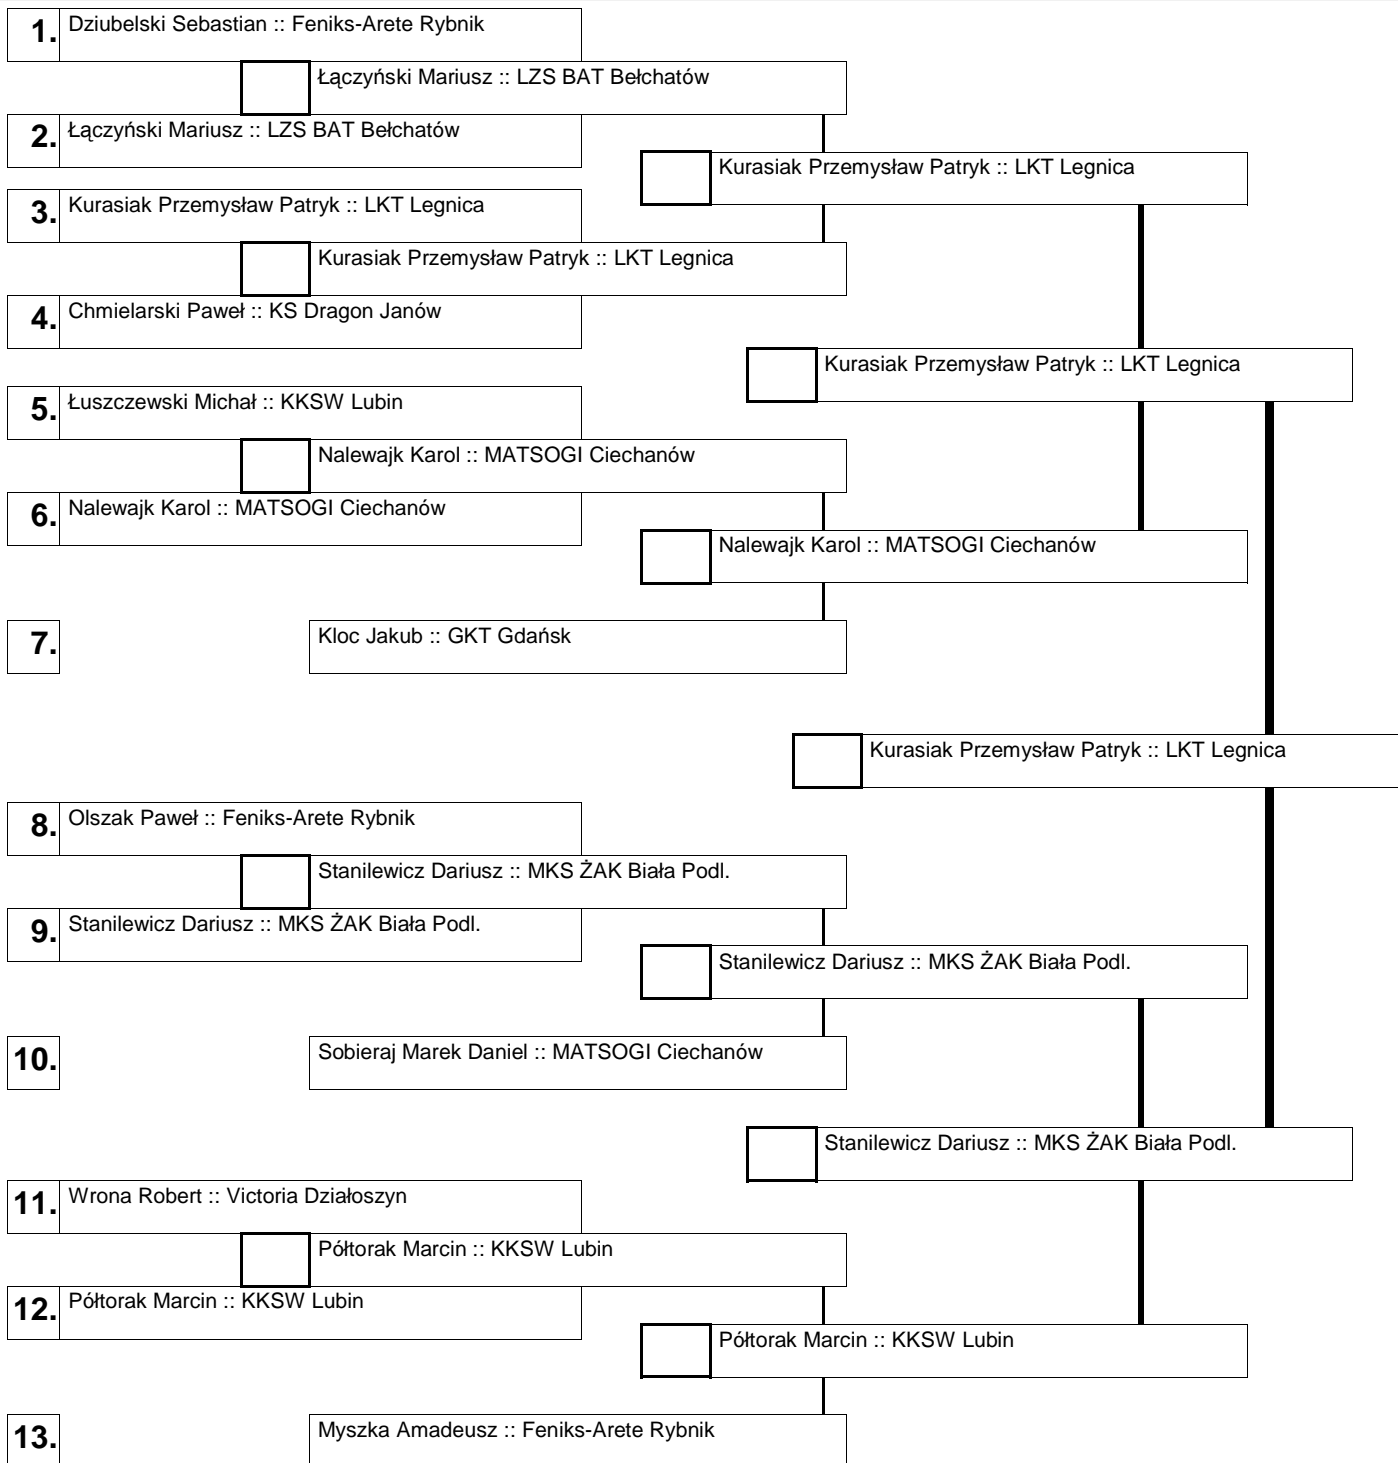 1. Dziubelski Sebastian :: Feniks-Arete Rybnik
Łączyński Mariusz :: LZS BAT Bełchatów
2. Łączyński Mariusz :: LZS BAT Bełchatów
Kurasiak Przemysław Patryk :: LKT Legnica
3. Kurasiak Przemysław Patryk :: LKT Legnica
Kurasiak Przemysław Patryk :: LKT Legnica
4. Chmielarski Paweł :: KS Dragon Janów
Kurasiak Przemysław Patryk :: LKT Legnica
5. Łuszczewski Michał :: KKSW Lubin
Nalewajk Karol :: MATSOGI Ciechanów
6. Nalewajk Karol :: MATSOGI Ciechanów
Nalewajk Karol :: MATSOGI Ciechanów
7. Kloc Jakub :: GKT Gdańsk
Kurasiak Przemysław Patryk :: LKT Legnica
8. Olszak Paweł :: Feniks-Arete Rybnik
Stanilewicz Dariusz :: MKS ŻAK Biała Podl.
9. Stanilewicz Dariusz :: MKS ŻAK Biała Podl.
Stanilewicz Dariusz :: MKS ŻAK Biała Podl.
10. Sobieraj Marek Daniel :: MATSOGI Ciechanów
Stanilewicz Dariusz :: MKS ŻAK Biała Podl.
11. Wrona Robert :: Victoria Działoszyn
Półtorak Marcin :: KKSW Lubin
12. Półtorak Marcin :: KKSW Lubin
Półtorak Marcin :: KKSW Lubin
13. Myszka Amadeusz :: Feniks-Arete Rybnik